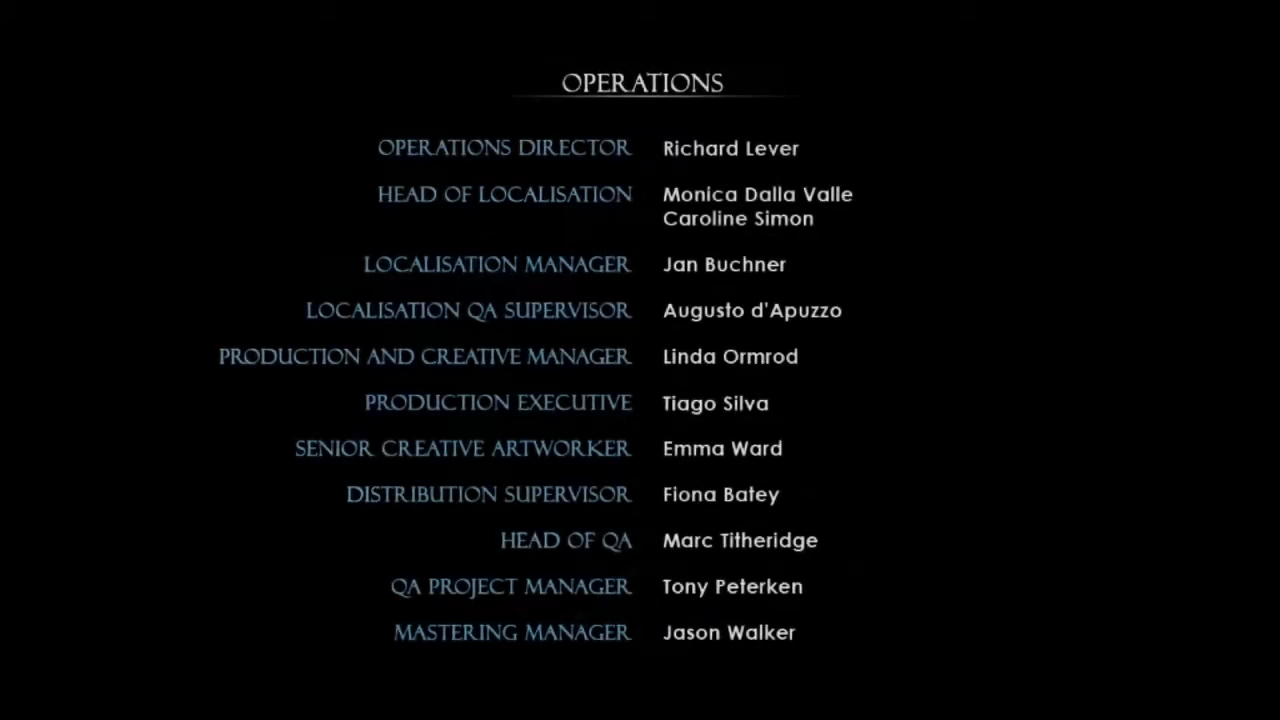 OPERATIONS
OPERATIONS DIRECTOR Richard Lever
HEAD OF LOCALISATION Monica Dalla Valle
Caroline Simon
LOCALISATION MANAGER Jan Buchner
LOCALISATION QA SUPERVISOR Augusto d'Apuzzo
PRODUCTION AND CREATIVE MANAGER Linda Ormrod
PRODUCTION EXECUTIVE Tiago Silva
SENIOR CREATIVE ARTWORKER Emma Ward
DISTRIBUTION SUPERVISOR Fiona Batey
HEAD OF QA Marc Titheridge
QA PROJECT MANAGER Tony Peterken
MASTERING MANAGER Jason Walker